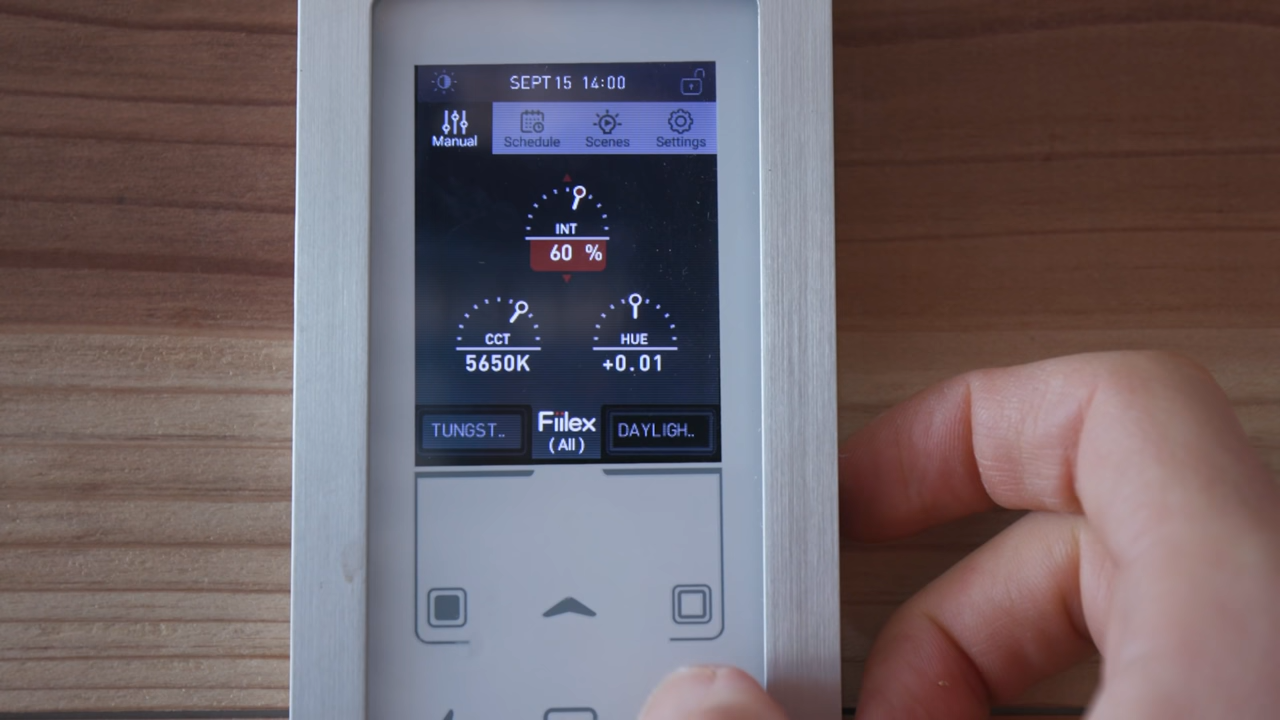 SEPT 15 14:00
Manual Schedule Scenes Settings
INT
60 %
CCT HUE
5650K +0.01
TUNGST.. Fiilex DAYLIGH..
(All)